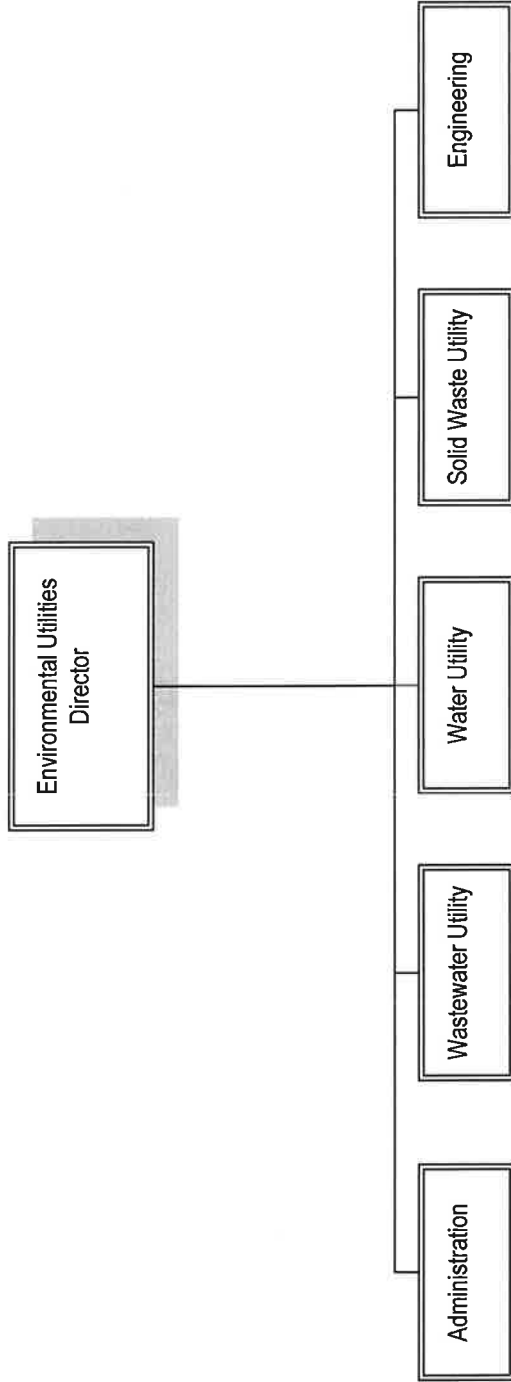 Environmental Utilities
Director
Administration
Wastewater Utility
Water Utility
Solid Waste Utility
Engineering